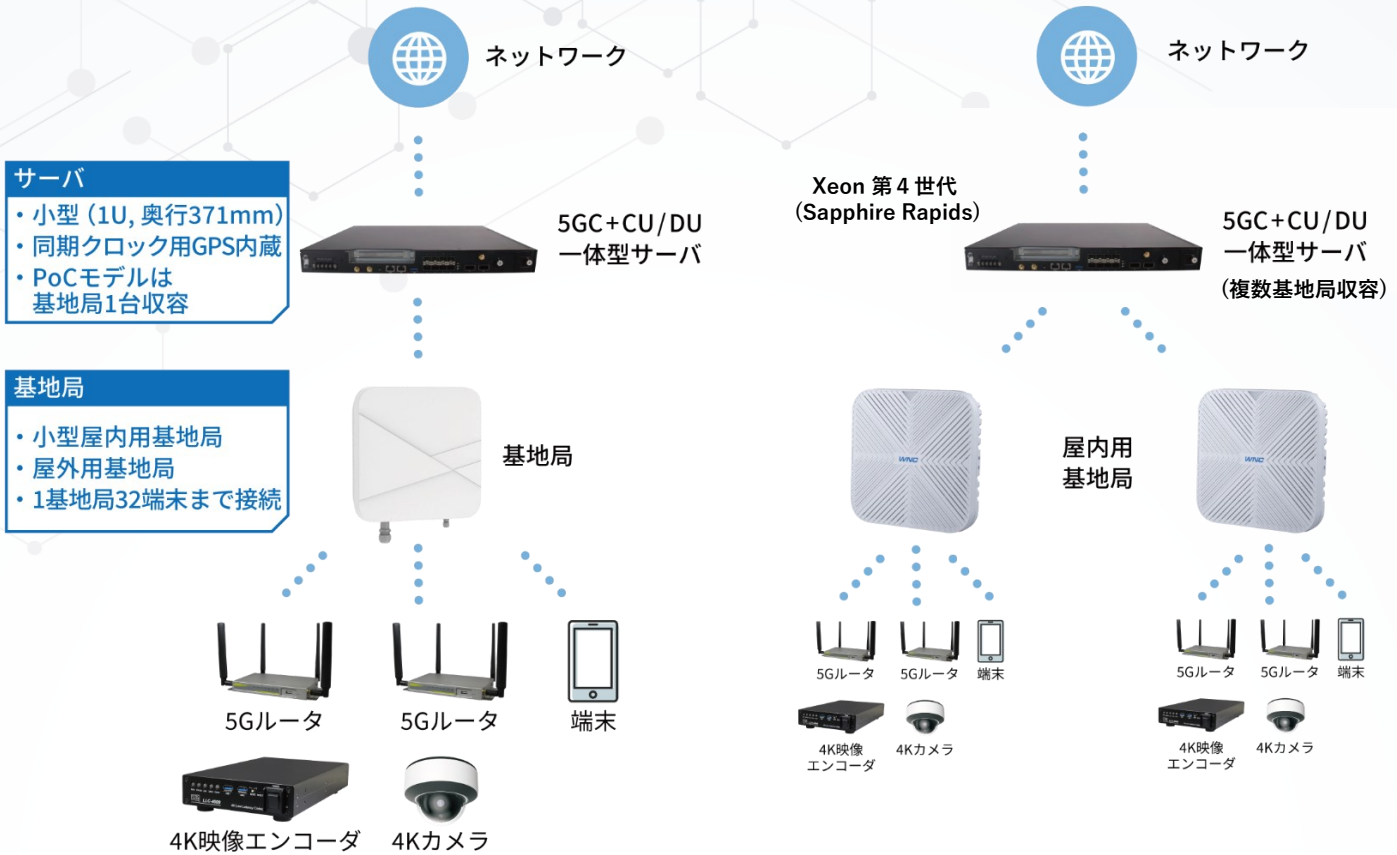 ネットワーク
サーバ
・小型（1U, 奥行371mm）
・同期クロック用GPS内蔵
・PoCモデルは
基地局1台収容
5GC+CU/DU
一体型サーバ
基地局
・小型屋内用基地局
・屋外用基地局
・1基地局32端末まで接続
基地局
5Gルータ
5Gルータ
端末
LLC-4000
4K映像エンコーダ
4Kカメラ
ネットワーク
Xeon 第４世代
（Sapphire Rapids）
5GC+CU/DU
一体型サーバ
（複数基地局収容）
WNC
屋内用
基地局
WNC
5Gルータ
5Gルータ
端末
4K映像
エンコーダ
4Kカメラ
5Gルータ
5Gルータ
端末
4K映像
エンコーダ
4Kカメラ